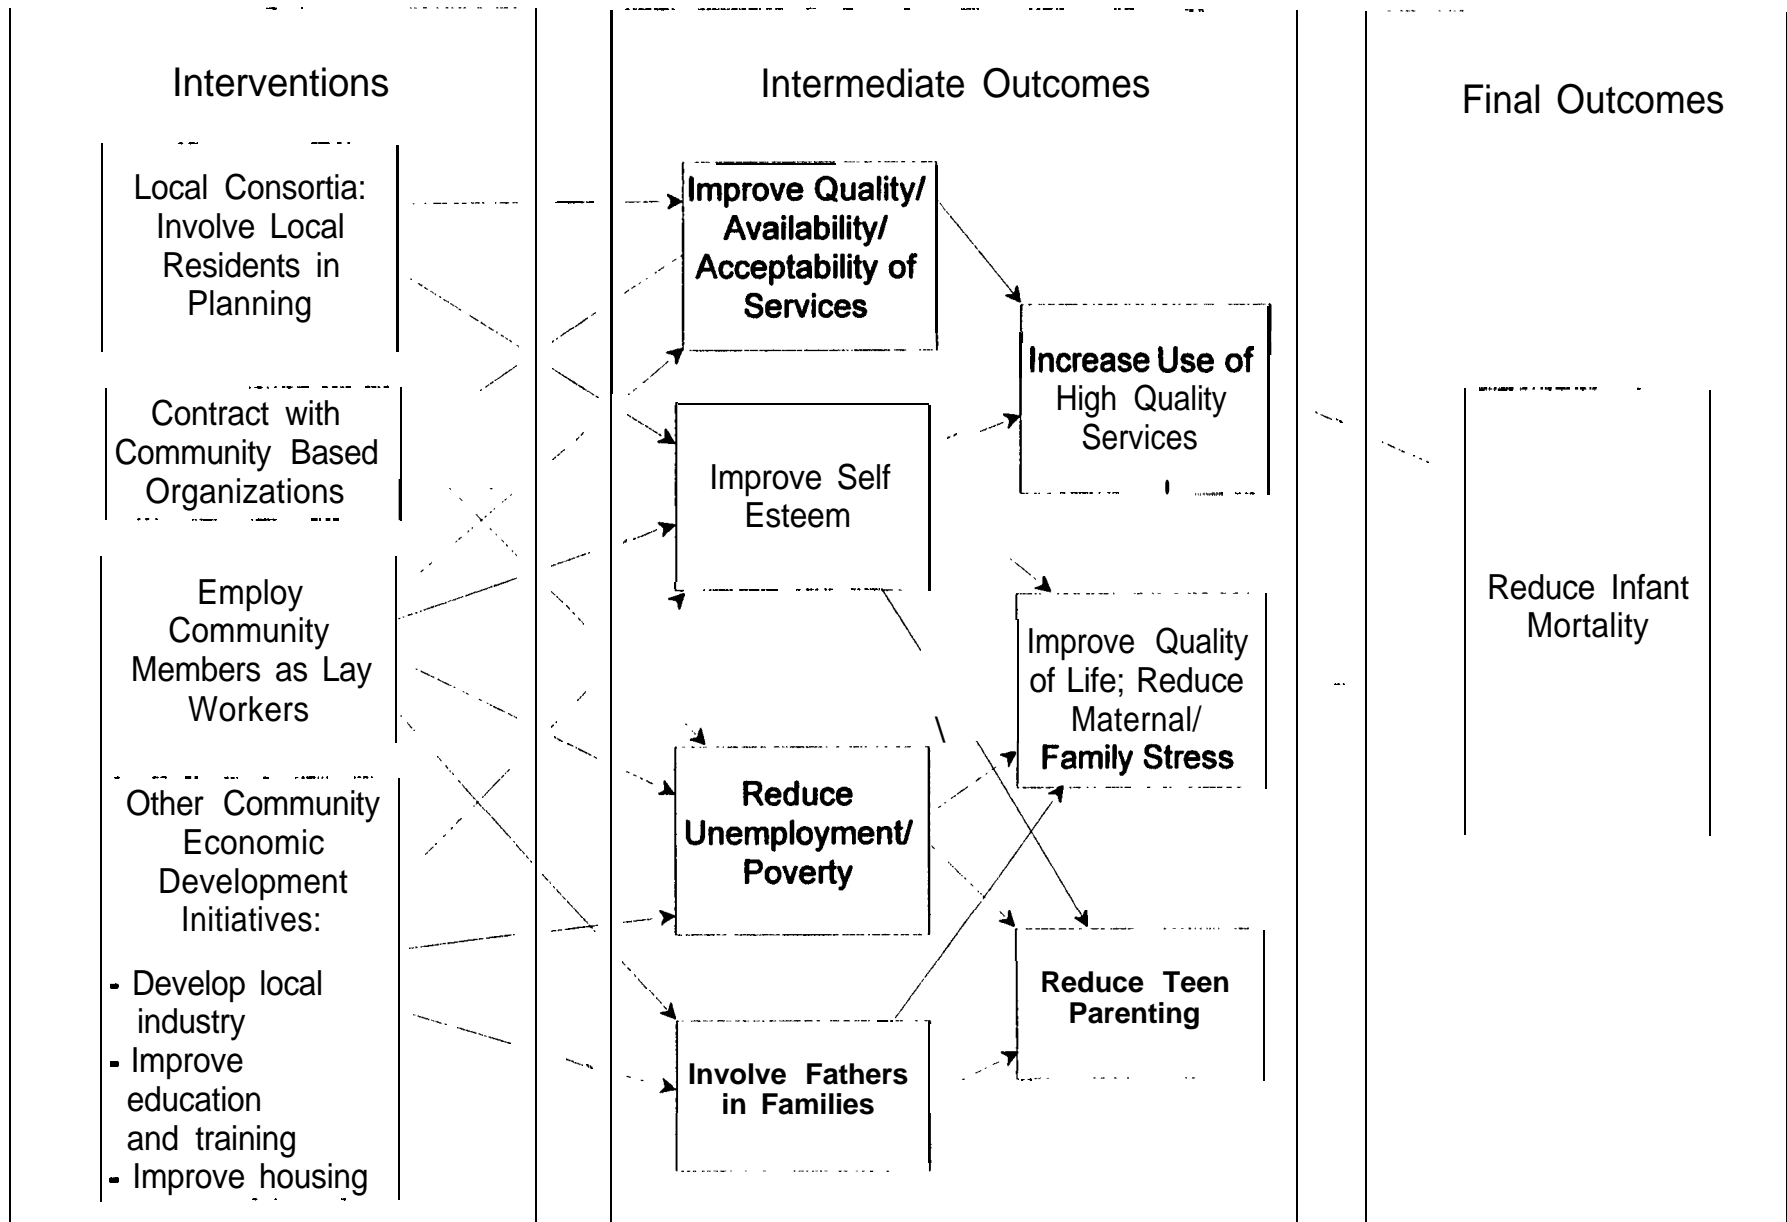 Interventions
Local Consortia:
Involve Local
Residents in
Planning
Contract with
Community Based
Organizations
Employ
Community
Members as Lay
Workers
Other Community
Economic
Development
Initiatives:
- Develop local
industry
- Improve
education
and training
- Improve housing
Intermediate Outcomes
Improve Quality/
Availability/
Acceptability of
Services
Improve Self
Esteem
Reduce
Unemployment/
Poverty
Involve Fathers
in Families
Increase Use of
High Quality
Services
Improve Quality
of Life; Reduce
Maternal/
Family Stress
Reduce Teen
Parenting
Final Outcomes
Reduce Infant
Mortality